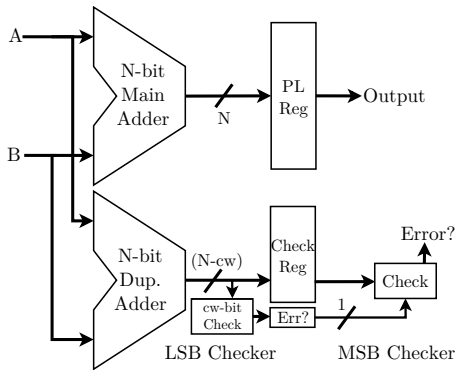 A
B
N-bit
Main
Adder
N
PL
Reg
Output
N-bit
Dup.
Adder
(N-cw)
cw-bit
Check
LSB Checker
Check
Reg
Err?
1
Error?
Check
MSB Checker